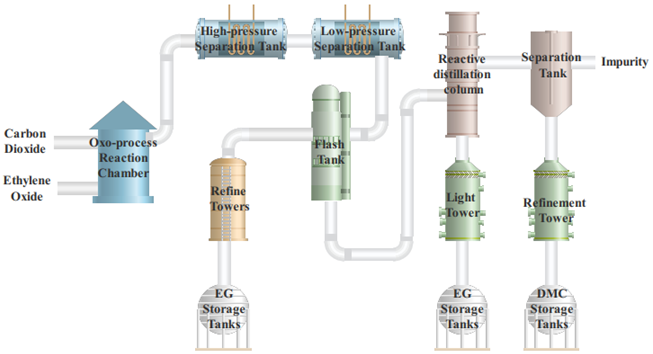 High-pressure
Separation Tank
Low-pressure
Separation Tank
Reactive
distillation
column
Separation
Tank
Impurity
Carbon
Dioxide
Oxo-process
Reaction
Chamber
Ethylene
Oxide
Flash
Tank
Refine
Towers
Light
Tower
Refinement
Tower
EG
Storage
Tanks
EG
Storage
Tanks
DMC
Storage
Tanks